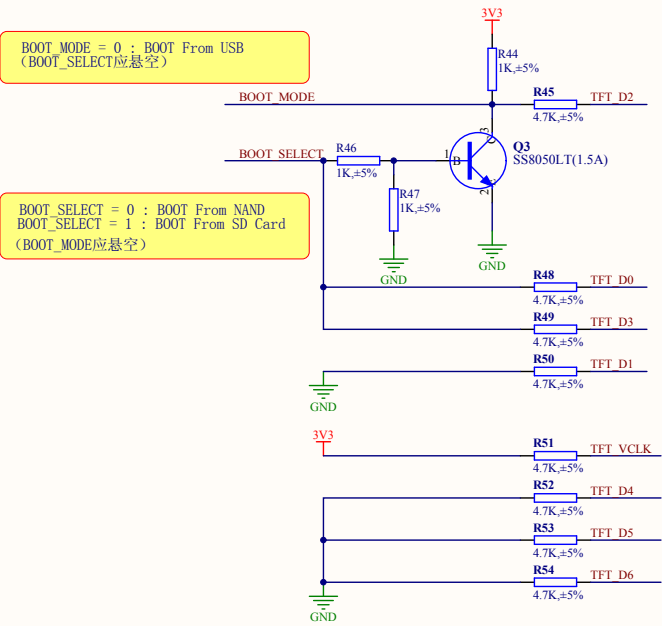 3V3
BOOT_MODE = 0 : BOOT From USB
(BOOT_SELECT应悬空)
R44
1K,±5%
BOOT_MODE
R45
TFT_D2
4.7K,±5%
BOOT_SELECT
R46
1K,±5%
1
B
3
C
2
Q3
SS8050LT(1.5A)
R47
1K,±5%
BOOT_SELECT = 0 : BOOT From NAND
BOOT_SELECT = 1 : BOOT From SD Card
(BOOT_MODE应悬空)
GND
GND
R48
TFT_D0
4.7K,±5%
R49
TFT_D3
4.7K,±5%
R50
TFT_D1
4.7K,±5%
GND
3V3
R51
TFT_VCLK
4.7K,±5%
R52
TFT_D4
4.7K,±5%
R53
TFT_D5
4.7K,±5%
R54
TFT_D6
4.7K,±5%
GND